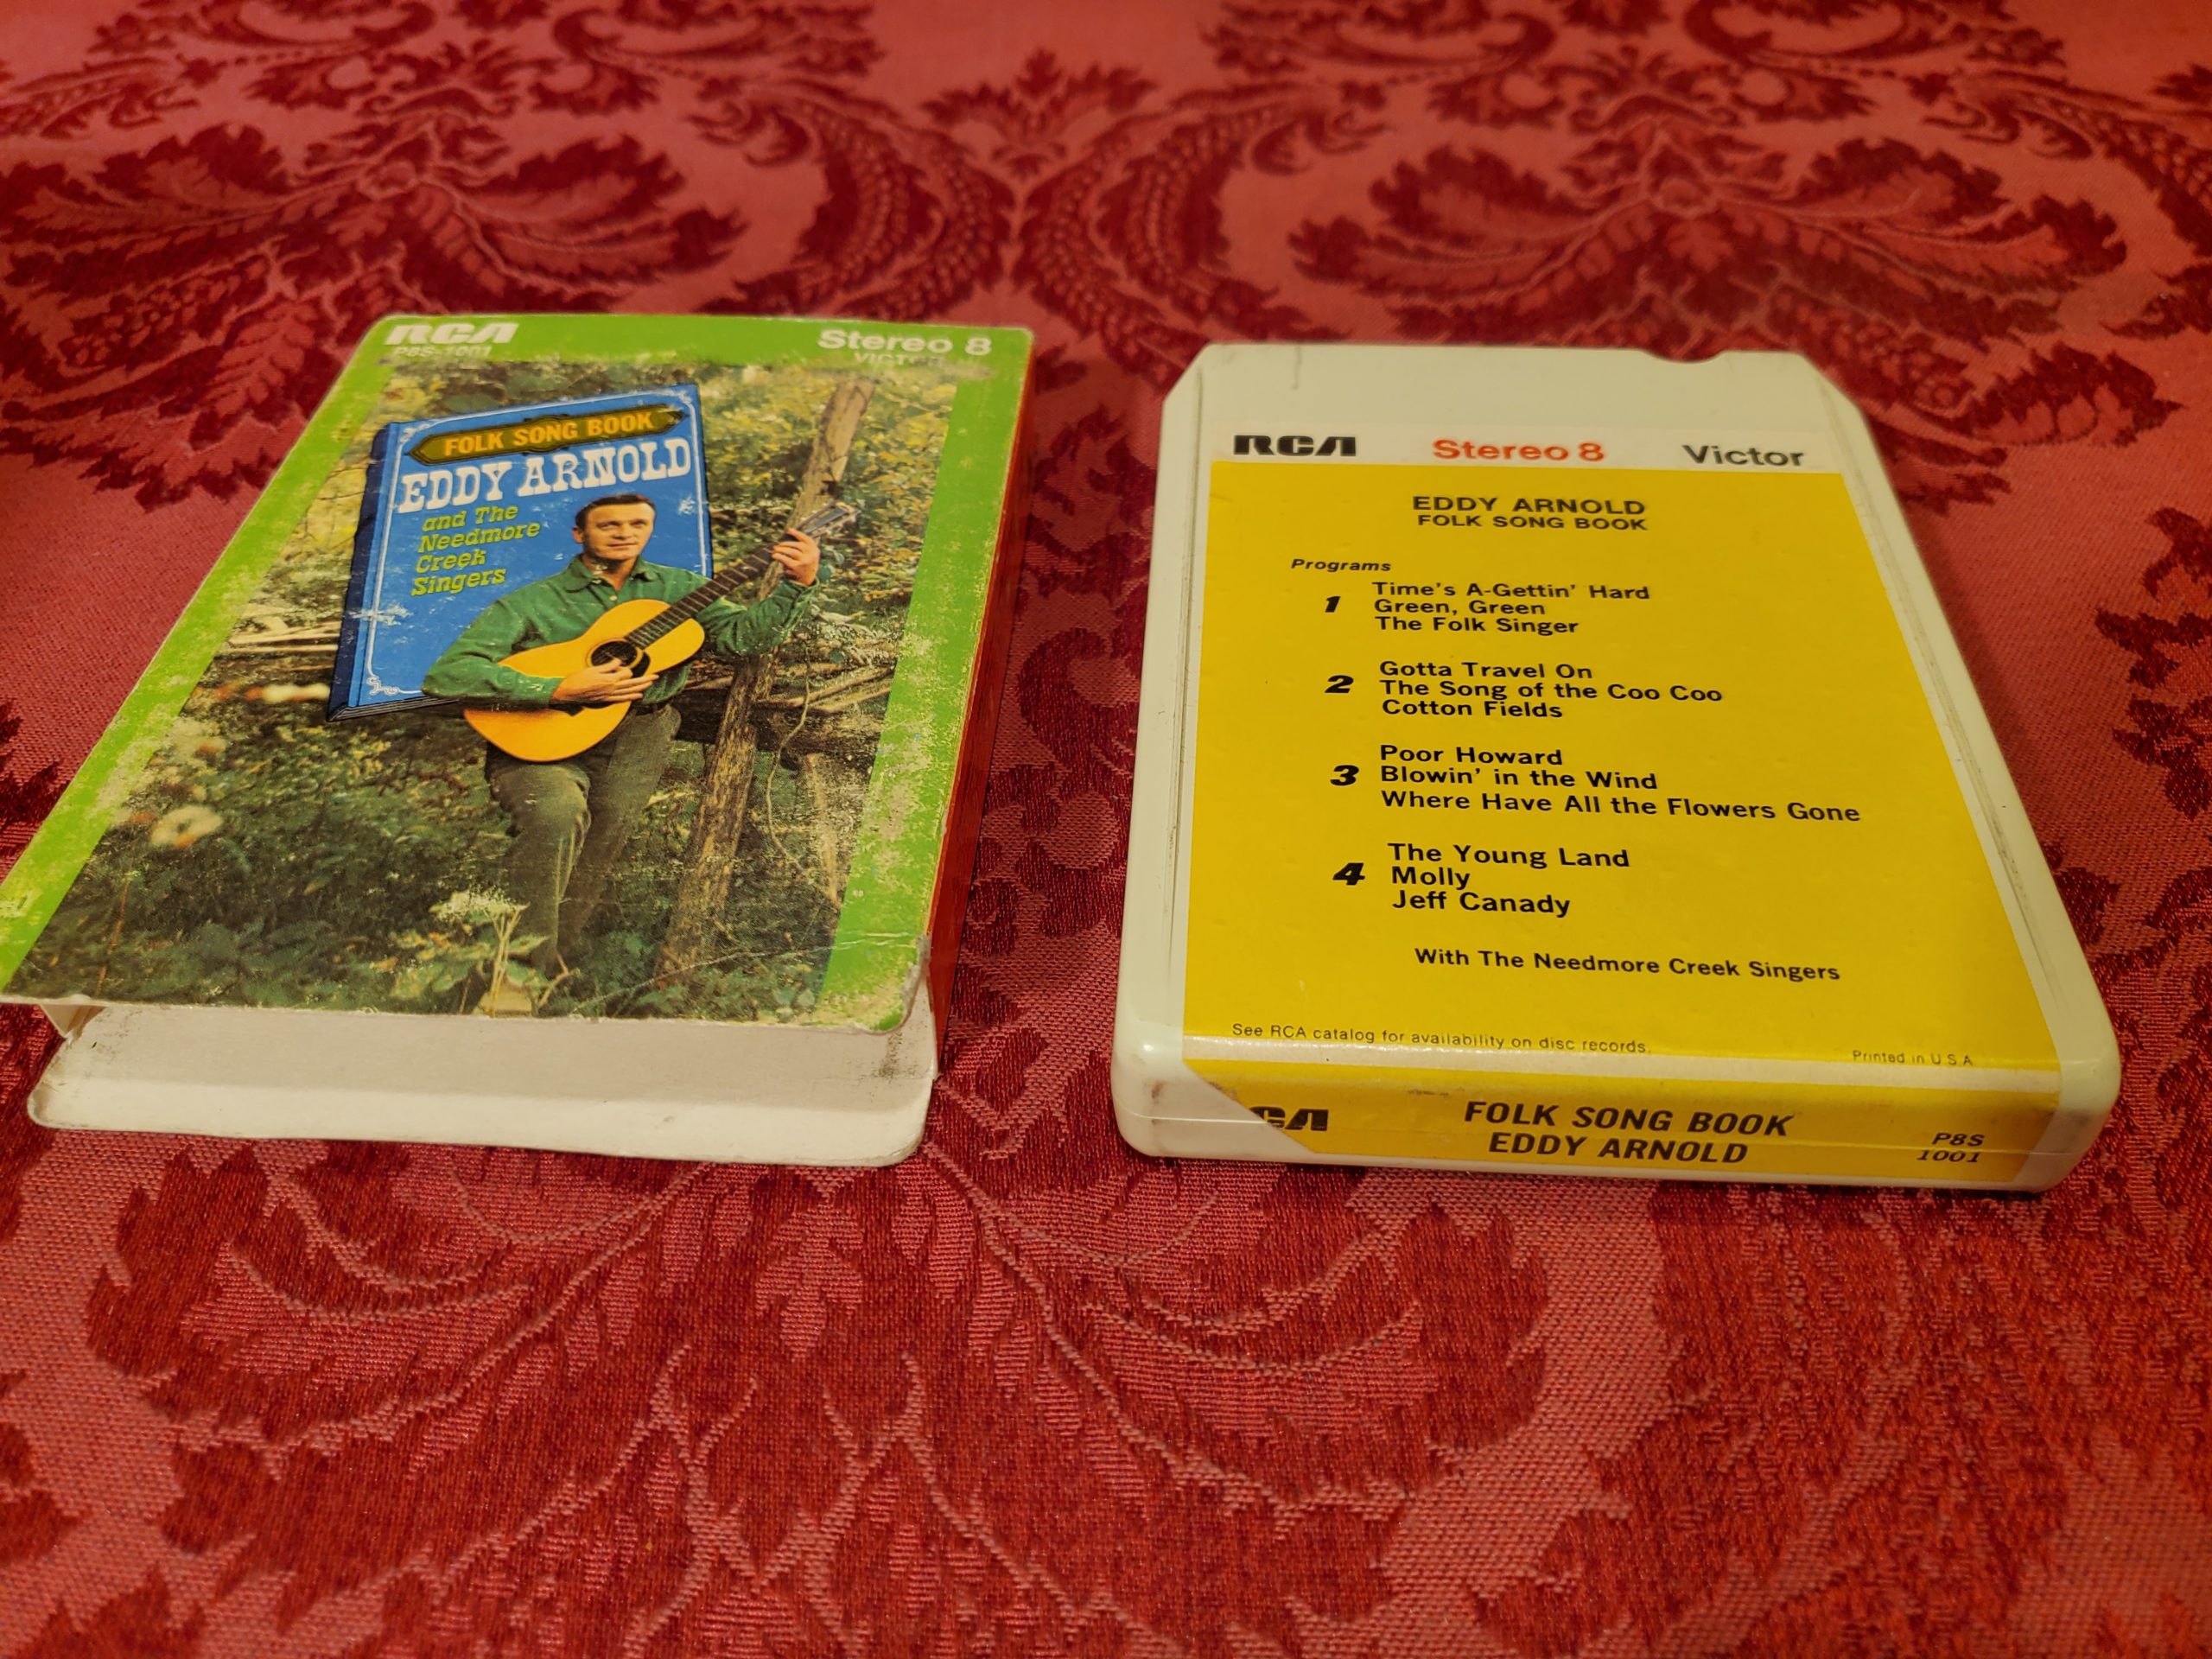 RCA
P8S-1001
Stereo 8
VICTOR
FOLK SONG BOOK
EDDY ARNOLD
and The
Needmore
Creek
Singers
RCA Stereo 8 Victor
EDDY ARNOLD
FOLK SONG BOOK
Programs
1 Time's A-Gettin' Hard
Green, Green
The Folk Singer
2 Gotta Travel On
The Song of the Coo Coo
Cotton Fields
3 Poor Howard
Blowin' in the Wind
Where Have All the Flowers Gone
4 The Young Land
Molly
Jeff Canady
With The Needmore Creek Singers
See RCA catalog for availability on disc records.
Printed in U.S.A.
RCA
FOLK SONG BOOK
EDDY ARNOLD
P8S
1001